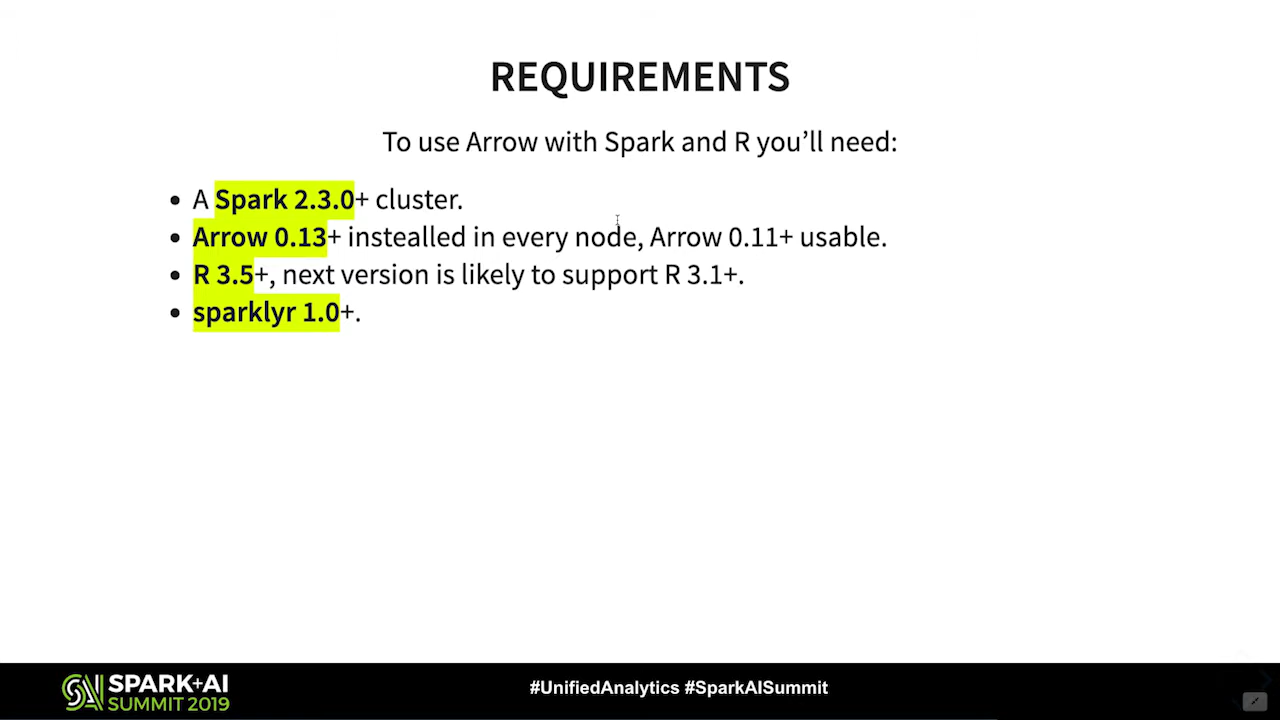 REQUIREMENTS
To use Arrow with Spark and R you’ll need:
• A Spark 2.3.0+ cluster.
• Arrow 0.13+ instealled in every node, Arrow 0.11+ usable.
• R 3.5+, next version is likely to support R 3.1+.
• sparklyr 1.0+.
SPARK+AI
SUMMIT 2019
#UnifiedAnalytics #SparkAISummit